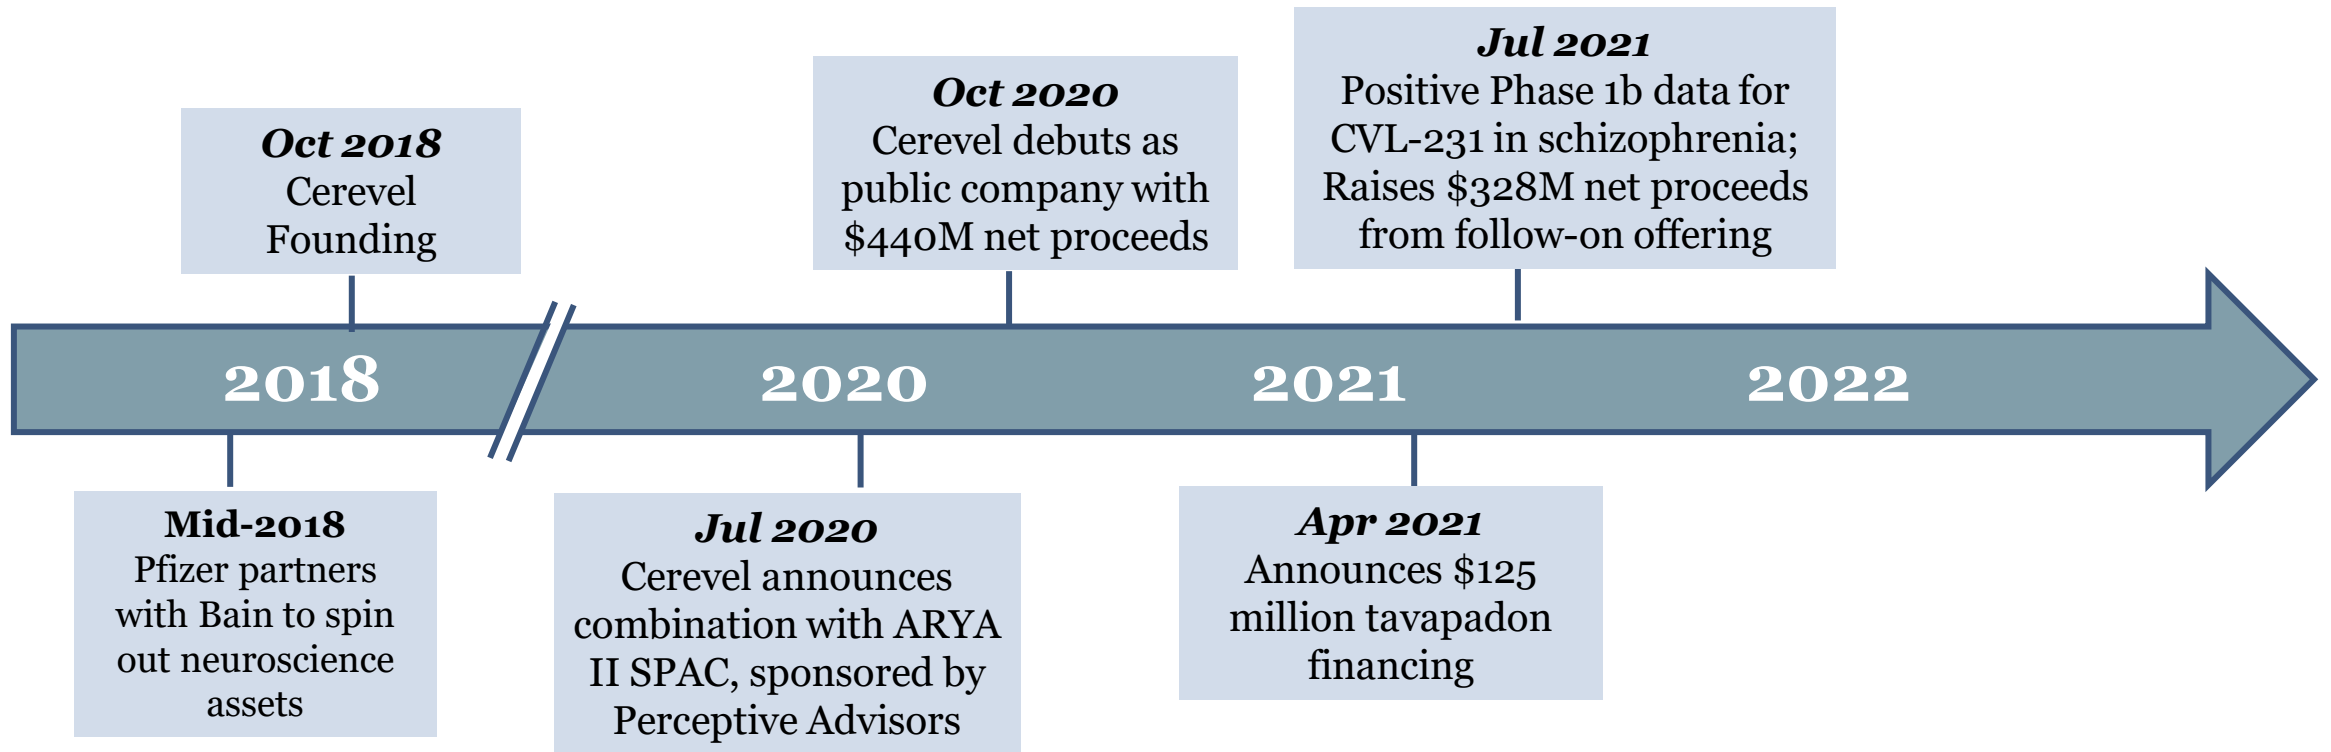 Oct 2018
Cerevel
Founding
Oct 2020
Cerevel debuts as
public company with
$440M net proceeds
Jul 2021
Positive Phase 1b data for
CVL-231 in schizophrenia;
Raises $328M net proceeds
from follow-on offering
2018
2020
2021
2022
Mid-2018
Pfizer partners
with Bain to spin
out neuroscience
assets
Jul 2020
Cerevel announces
combination with ARYA
II SPAC, sponsored by
Perceptive Advisors
Apr 2021
Announces $125
million tavapadon
financing